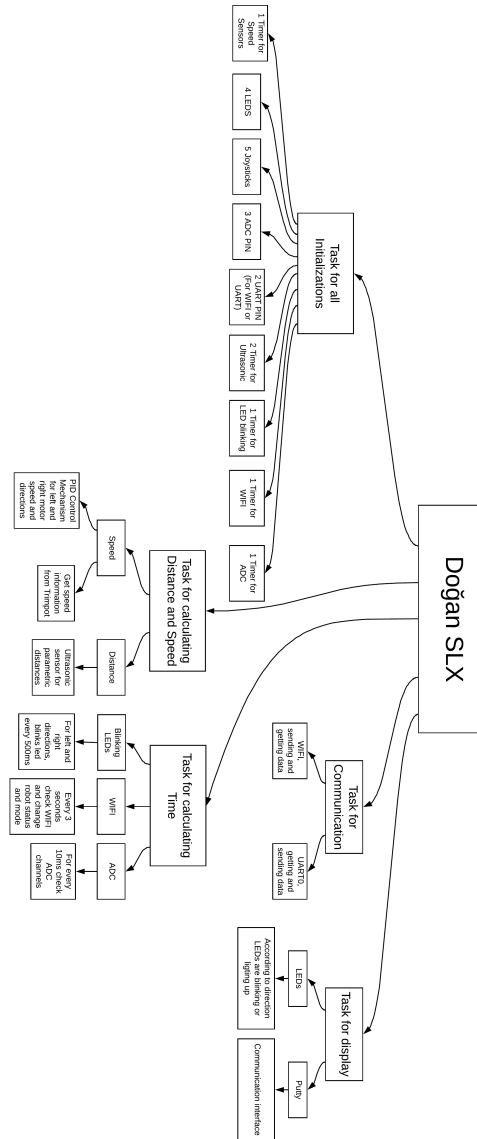 Doğan SLX
Task for all
Initializations
1 Timer for
Speed
Sensors
4 LEDS
5 Joysticks
3 ADC PIN
2 UART PIN
(For WIFI or
UART)
2 Timer for
Ultrasonic
1 Timer for
LED blinking
1 Timer for
WIFI
1 Timer for
ADC
Task for calculating
Distance and Speed
Speed
PID Control
Mechanism
for left and
right motor
speed and
directions
Get speed
information
from Trimpot
Distance
Ultrasonic
sensor for
parametric
distances
Task for calculating
Time
Blinking
LEDs
For left and
right
directions,
blinks led
every 500ms
WIFI
Every 3
seconds
check WIFI
and change
robot status
and mode
ADC
For every
10ms check
ADC
channels
Task for
Communication
WIFI,
sending and
getting data
UART0,
getting and
sending data
Task for display
LEDs
According to direction
LEDs are blinking or
ligting up
Putty
Communication interface